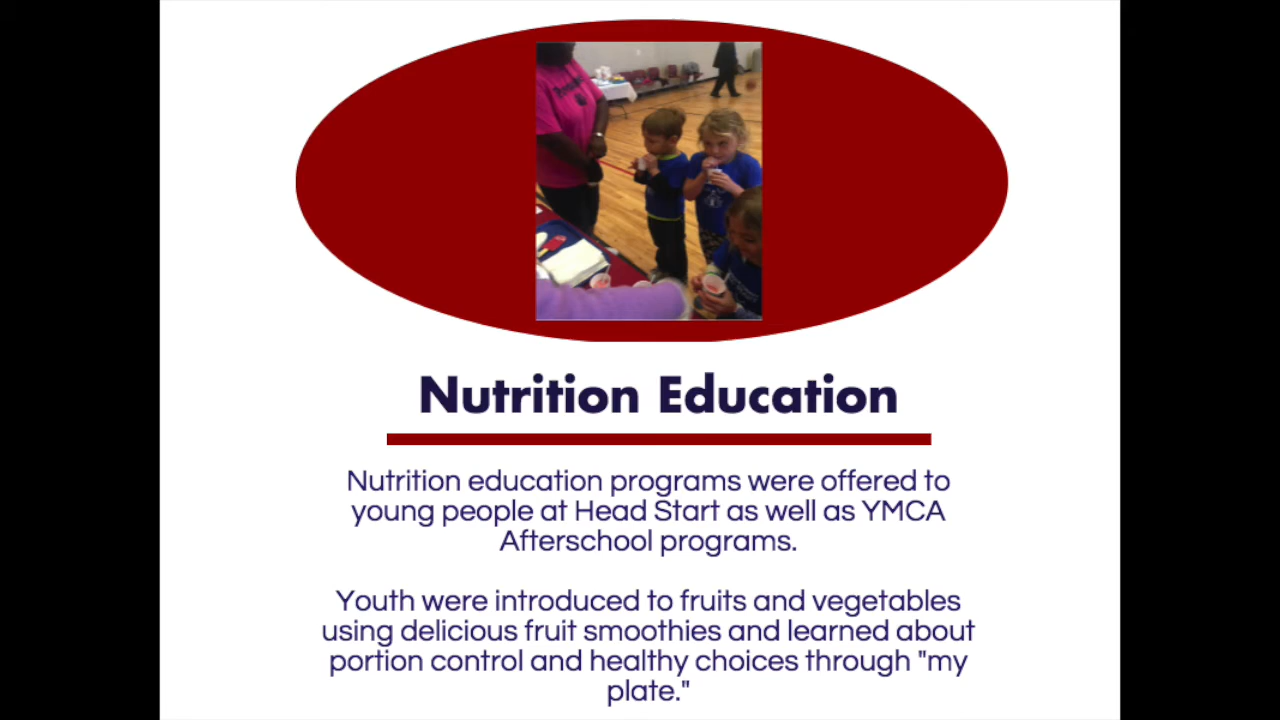 Nutrition Education
Nutrition education programs were offered to
young people at Head Start as well as YMCA
Afterschool programs.
Youth were introduced to fruits and vegetables
using delicious fruit smoothies and learned about
portion control and healthy choices through "my
plate."